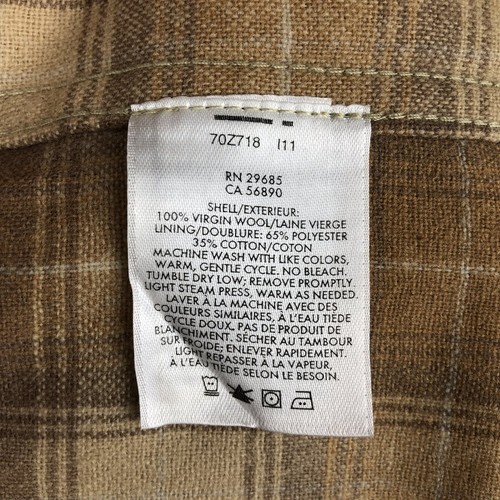 70Z718 I11
RN 29685
CA 56890
SHELL/EXTERIEUR:
100% VIRGIN WOOL/LAINE VIERGE
LINING/DOUBLURE: 65% POLYESTER
35% COTTON/COTON
MACHINE WASH WITH LIKE COLORS,
WARM, GENTLE CYCLE. NO BLEACH.
TUMBLE DRY LOW; REMOVE PROMPTLY.
LIGHT STEAM PRESS, WARM AS NEEDED.
LAVER À LA MACHINE AVEC DES
COULEURS SIMILAIRES, À L'EAU TIEDE
CYCLE DOUX. PAS DE PRODUIT DE
BLANCHIMENT. SÉCHER AU TAMBOUR
SUR FROIDE; ENLEVER RAPIDEMENT.
LIGHT REPASSER À LA VAPEUR,
À L'EAU TIEDE SELON LE BESOIN.